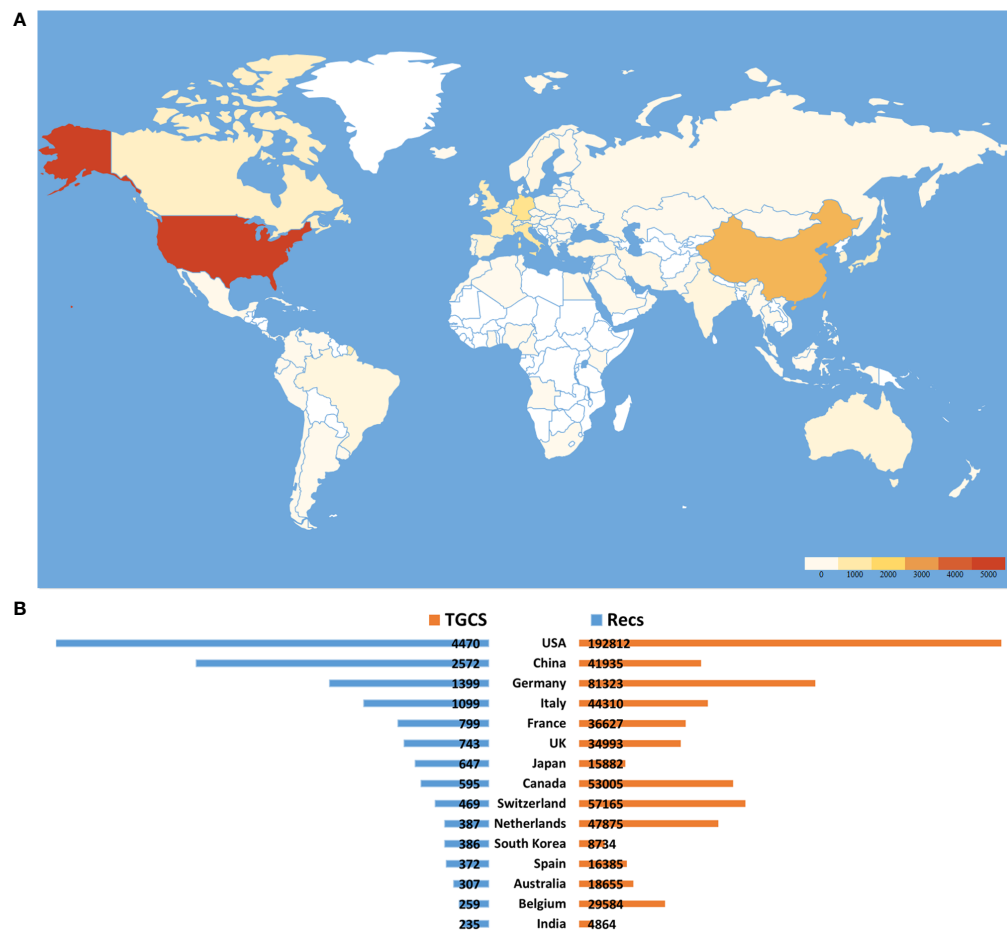 A
0 1000 2000 3000 4000 5000
B
TGCS Recs
4470 USA 192812
2572 China 41935
1399 Germany 81323
1099 Italy 44310
799 France 36627
743 UK 34993
647 Japan 15882
595 Canada 53005
469 Switzerland 57165
387 Netherlands 47875
386 South Korea 8734
372 Spain 16385
307 Australia 18655
259 Belgium 29584
235 India 4864